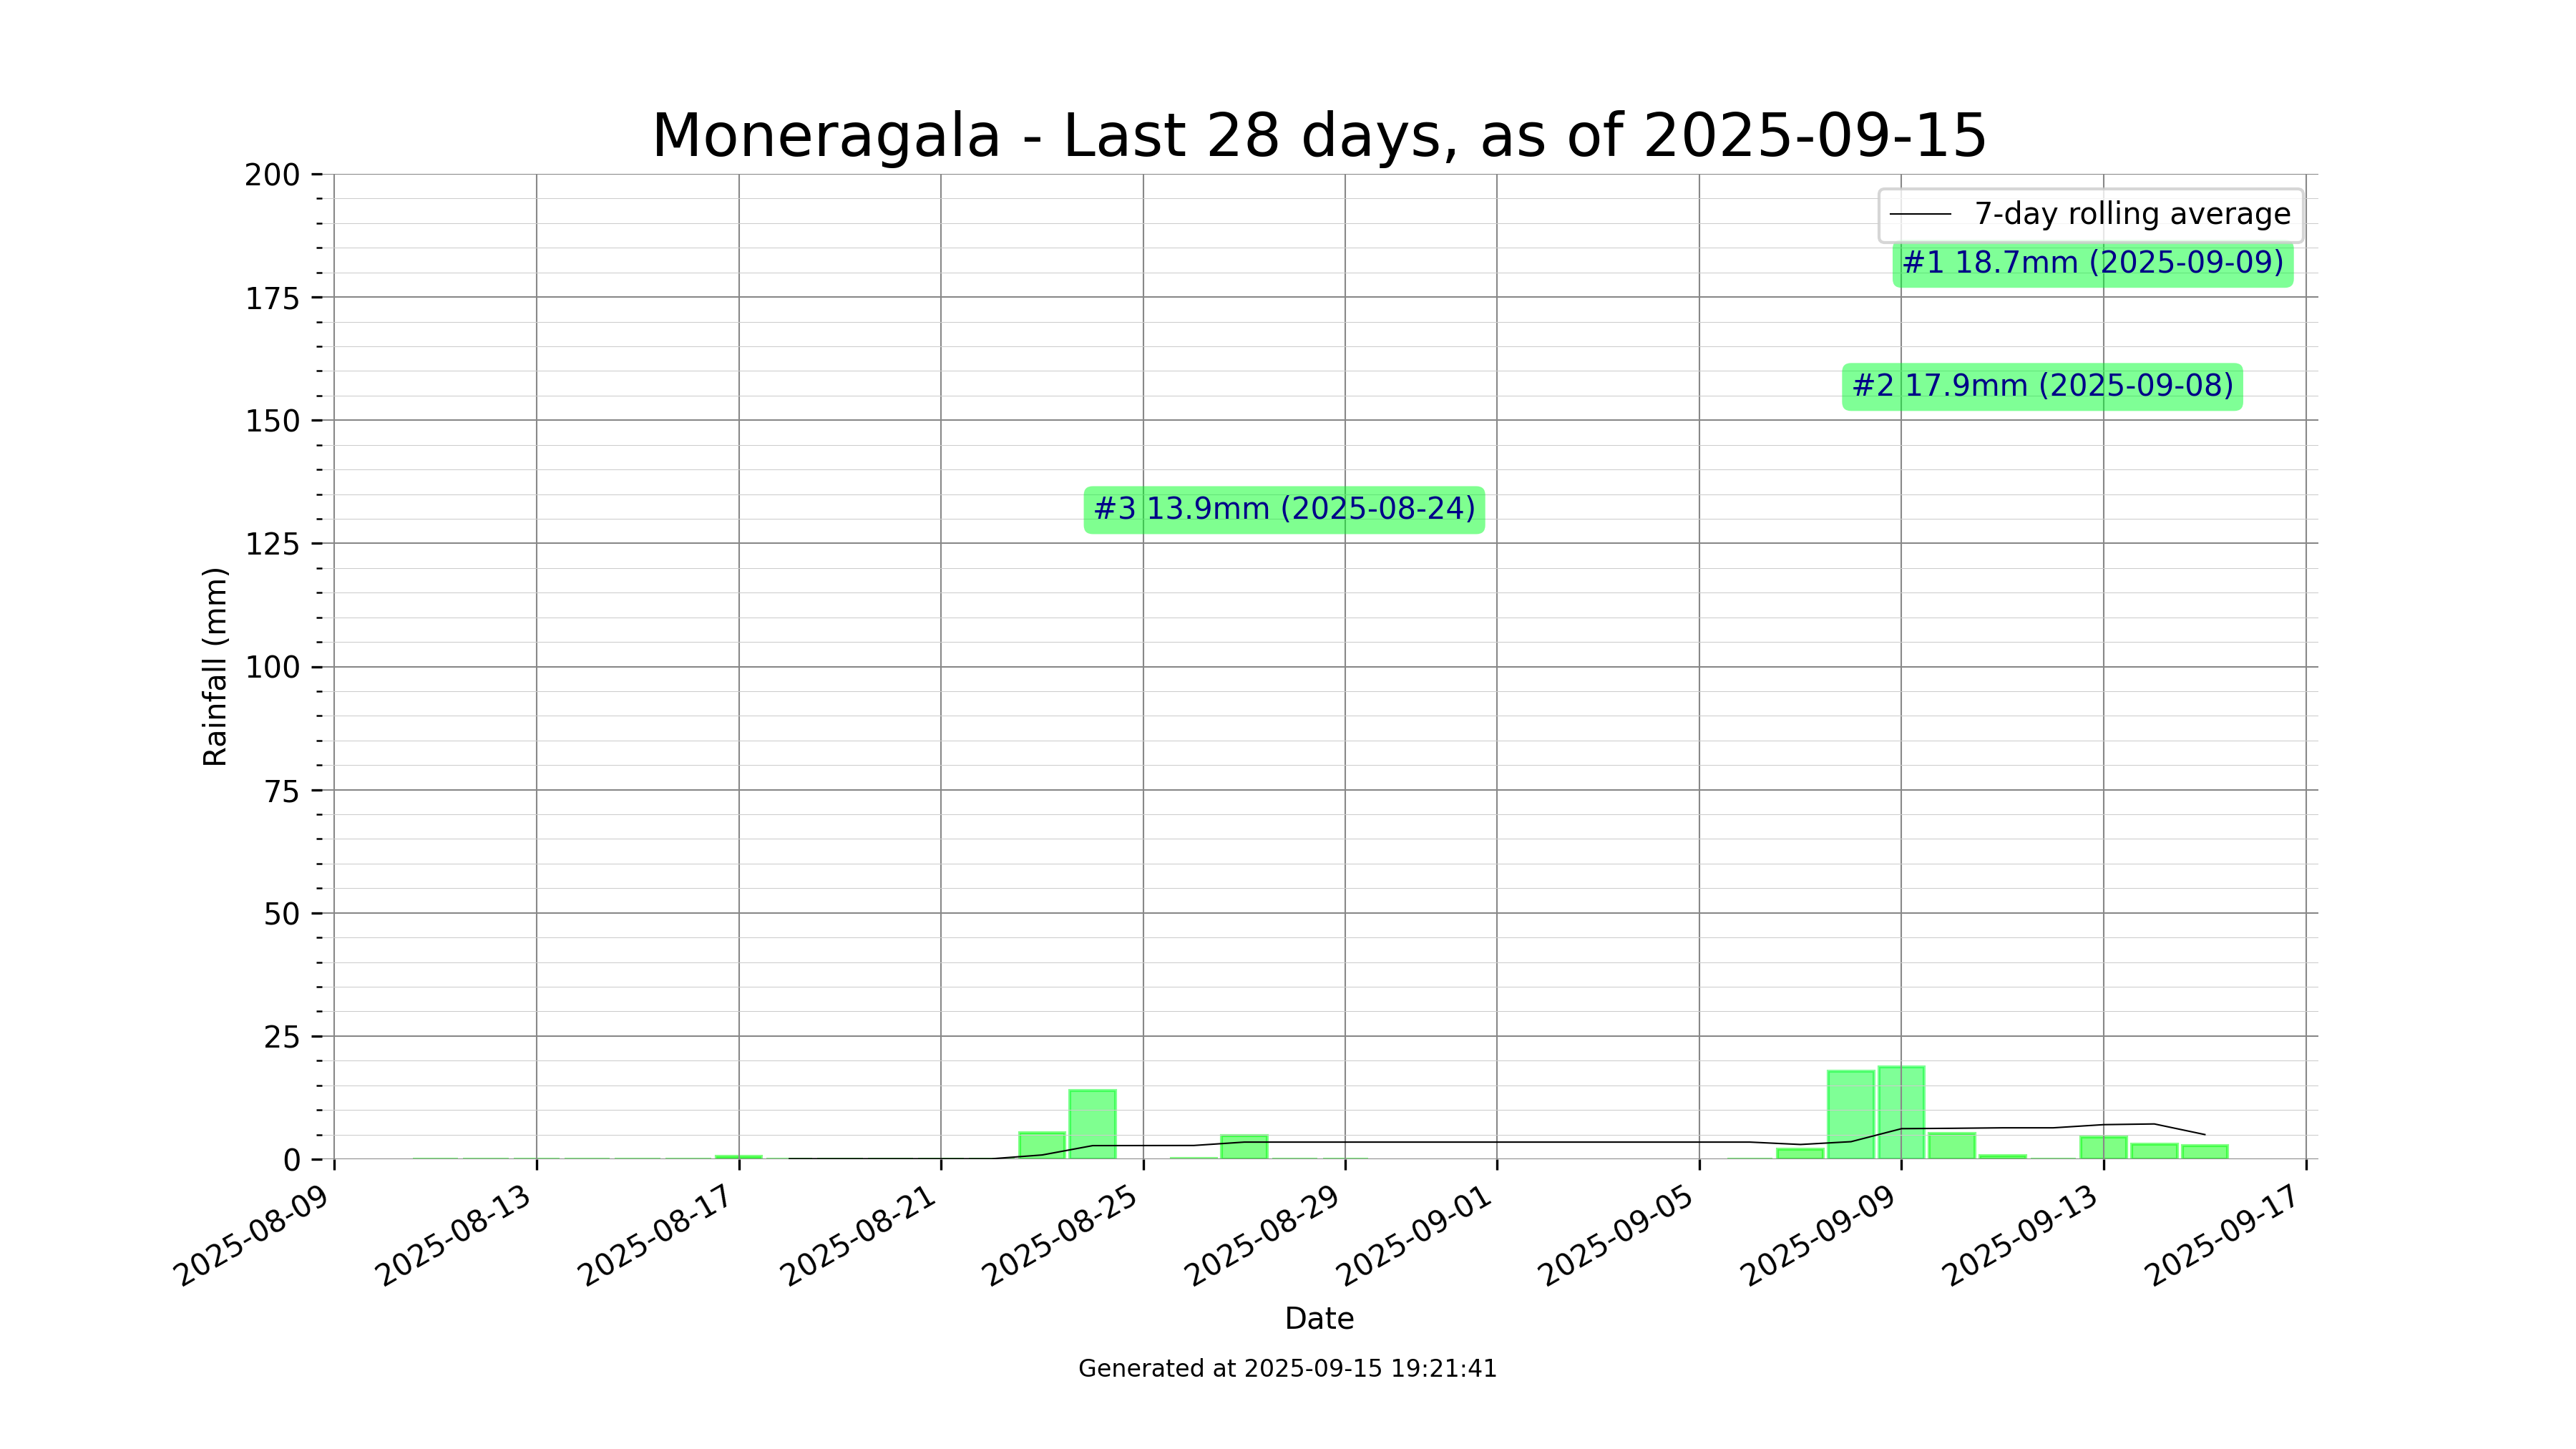 Moneragala - Last 28 days, as of 2025-09-15
200
175
150
125
100
75
50
25
0
Rainfall (mm)
7-day rolling average
#1 18.7mm (2025-09-09)
#2 17.9mm (2025-09-08)
#3 13.9mm (2025-08-24)
2025-08-09
2025-08-13
2025-08-17
2025-08-21
2025-08-25
2025-08-29
2025-09-01
2025-09-05
2025-09-09
2025-09-13
2025-09-17
Date
Generated at 2025-09-15 19:21:41